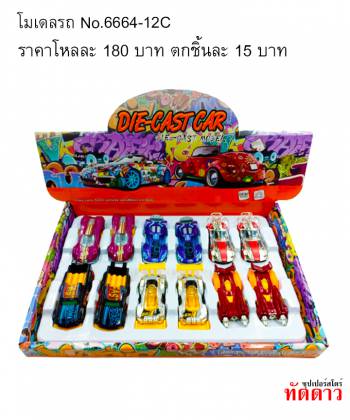 โมเดลรถ No.6664-12C
ราคาโหลละ 180 บาท ตกชิ้นละ 15 บาท
DIE-CAST CAR
DIE-CAST MODEL
ซุปเปอร์สโตร์
ทัดดาว